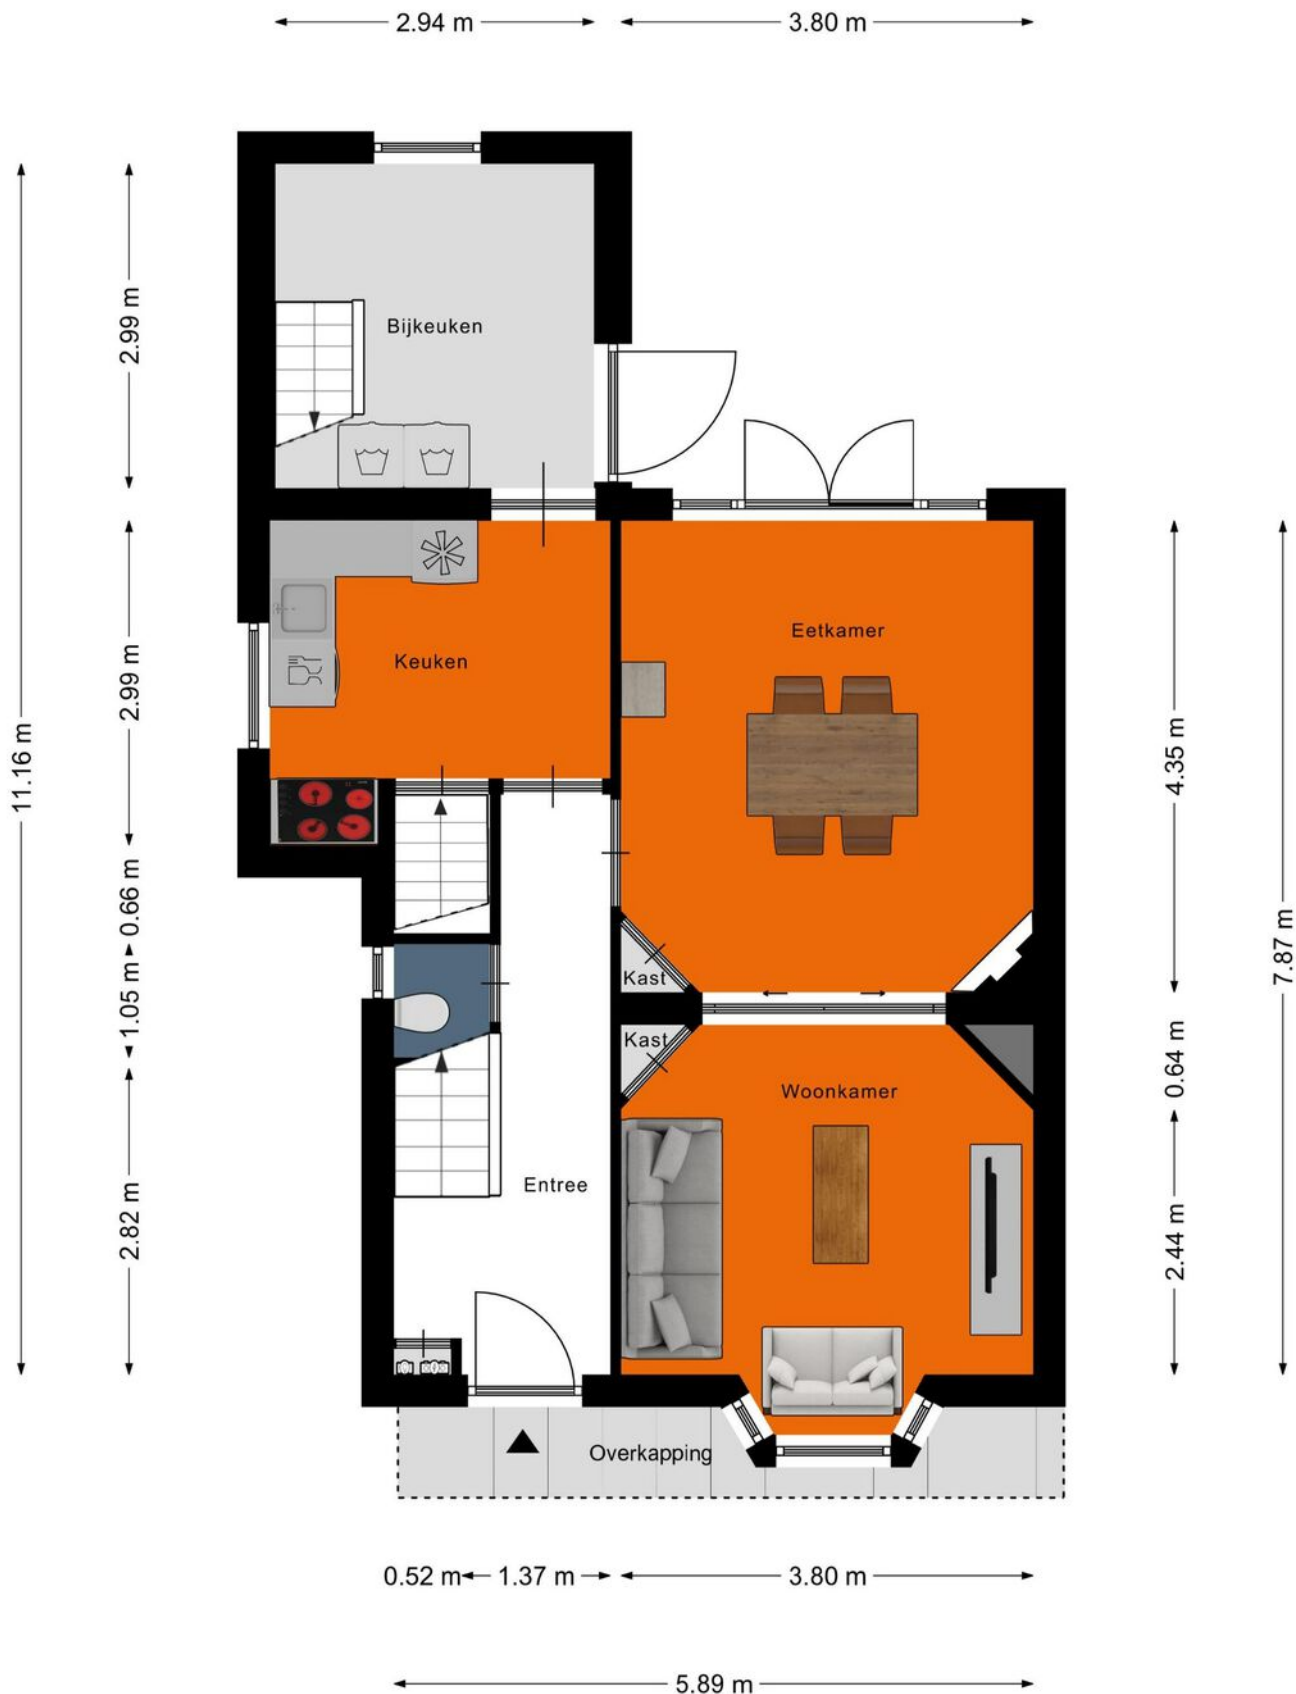 2.94 m
3.80 m
11.16 m
2.99 m
Bijkeuken
2.99 m
Keuken
Eetkamer
4.35 m
7.87 m
0.66 m
Kast
1.05 m
Kast
0.64 m
Woonkamer
2.82 m
Entree
2.44 m
Overkapping
0.52 m
1.37 m
3.80 m
5.89 m